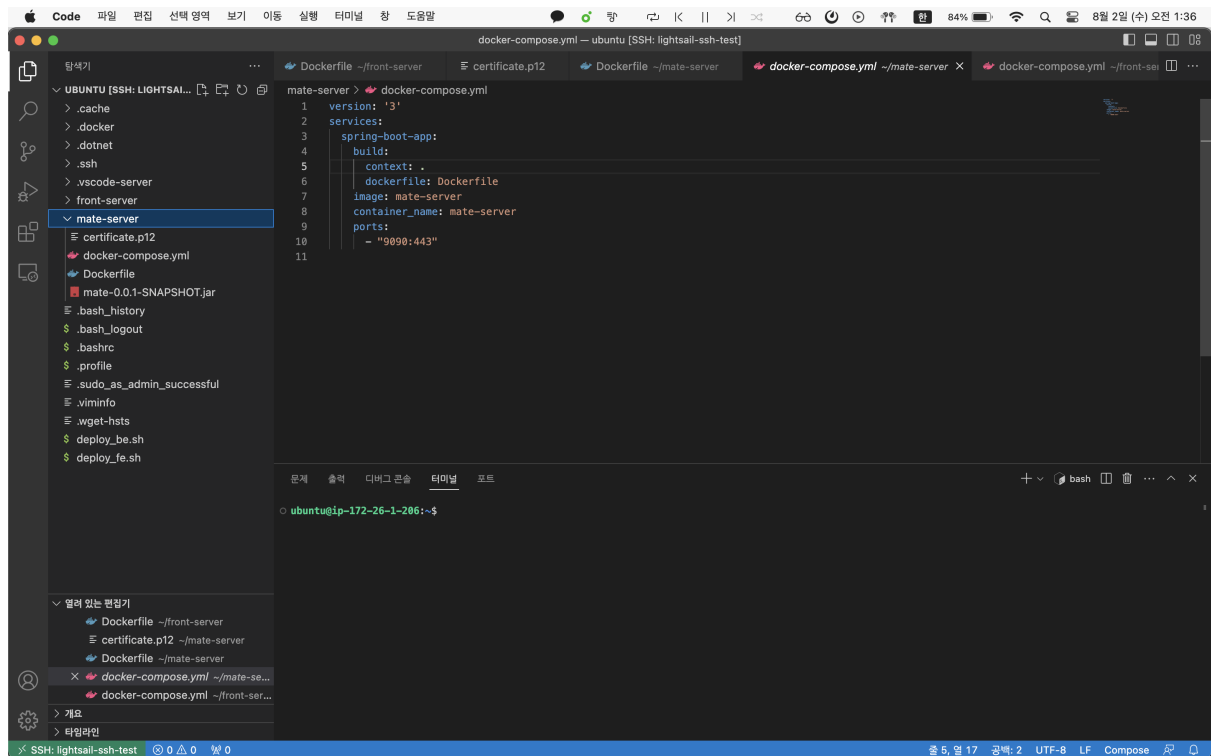 Code 파일 편집 선택 영역 보기 이동 실행 터미널 창 도움말 한 84% 8월 2일 (수) 오전 1:36
docker-compose.yml — ubuntu [SSH: lightsail-ssh-test]
탐색기 ...
Dockerfile ~/front-server
certificate.p12
Dockerfile ~/mate-server
docker-compose.yml ~/mate-server
docker-compose.yml ~/front-ser
UBUNTU [SSH: LIGHTSAI...
.cache
.docker
.dotnet
.ssh
.vscode-server
front-server
mate-server
certificate.p12
docker-compose.yml
Dockerfile
mate-0.0.1-SNAPSHOT.jar
.bash_history
$ .bash_logout
$ .bashrc
$ .profile
.sudo_as_admin_successful
.viminfo
.wget-hsts
$ deploy_be.sh
$ deploy_fe.sh
mate-server > docker-compose.yml
1 version: '3'
2 services:
3 spring-boot-app:
4 build:
5 context: .
6 dockerfile: Dockerfile
7 image: mate-server
8 container_name: mate-server
9 ports:
10 - "9090:443"
11
문제 출력 디버그 콘솔 터미널 포트 bash
ubuntu@ip-172-26-1-206:~$
열려 있는 편집기
Dockerfile ~/front-server
certificate.p12 ~/mate-server
Dockerfile ~/mate-server
docker-compose.yml ~/mate-se...
docker-compose.yml ~/front-ser...
개요
타임라인
SSH: lightsail-ssh-test 0 0 0 줄 5, 열 17 공백: 2 UTF-8 LF Compose